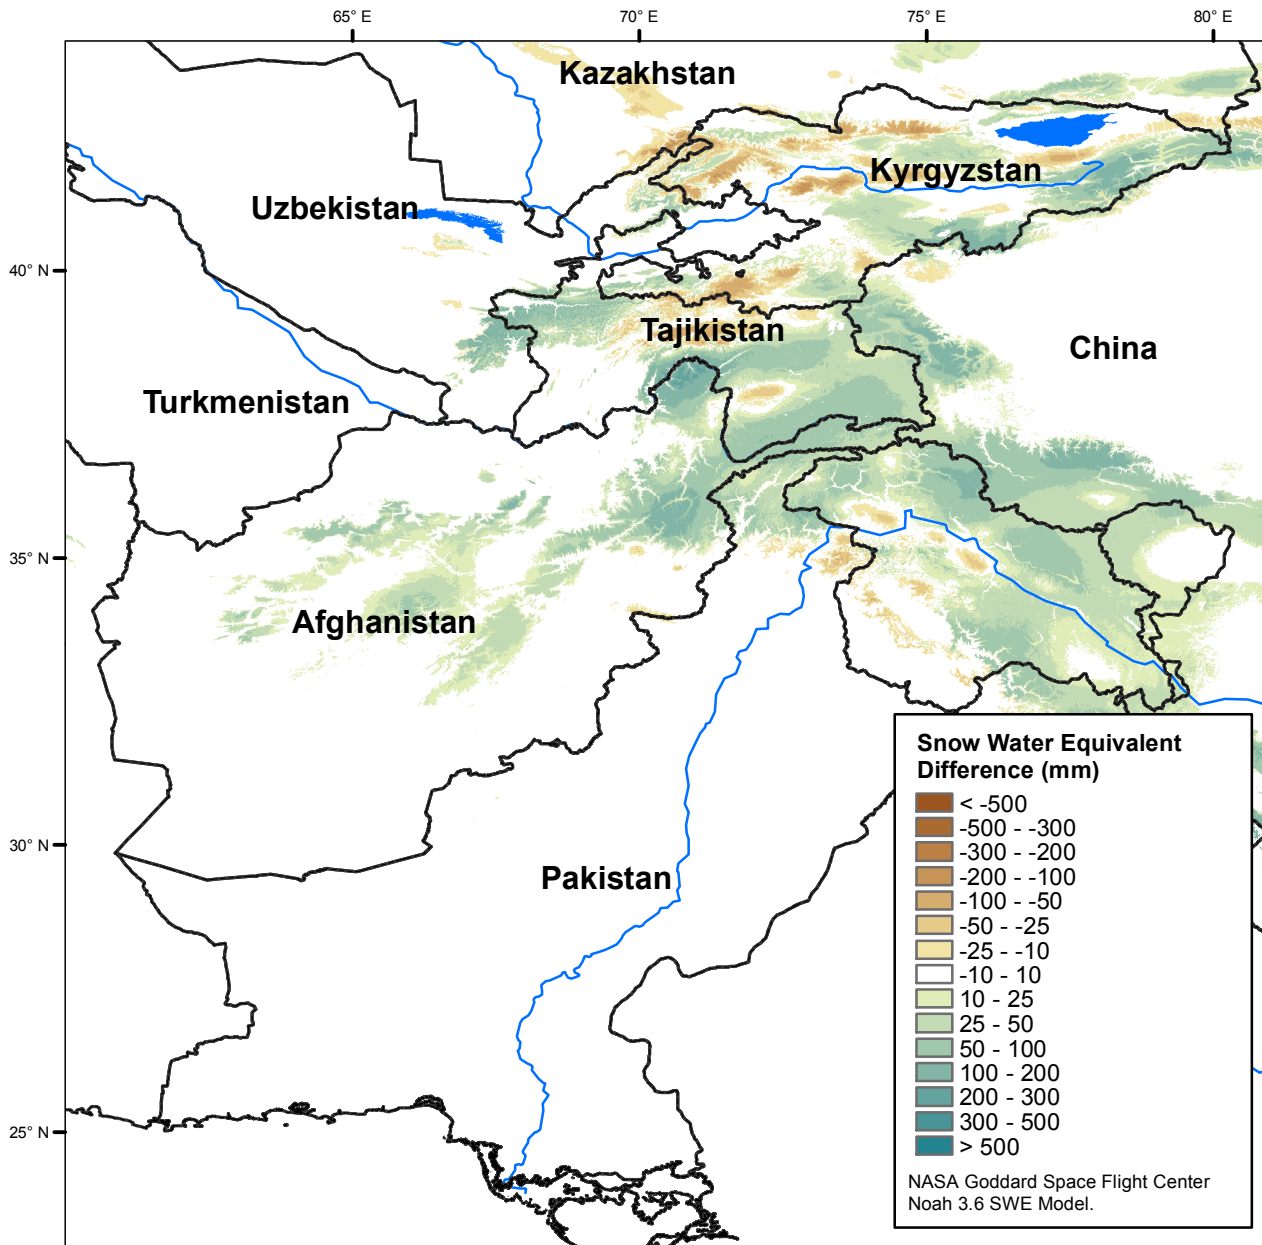 65° E
70° E
75° E
80° E
Kazakhstan
Kyrgyzstan
Uzbekistan
40° N
Tajikistan
China
Turkmenistan
35° N
Afghanistan
Snow Water Equivalent
Difference (mm)
< -500
-500 - -300
30° N
-300 - -200
-200 - -100
Pakistan
-100 - -50
-50 - -25
-25 - -10
-10 - 10
10 - 25
25 - 50
50 - 100
100 - 200
200 - 300
300 - 500
25° N
> 500
NASA Goddard Space Flight Center
Noah 3.6 SWE Model.